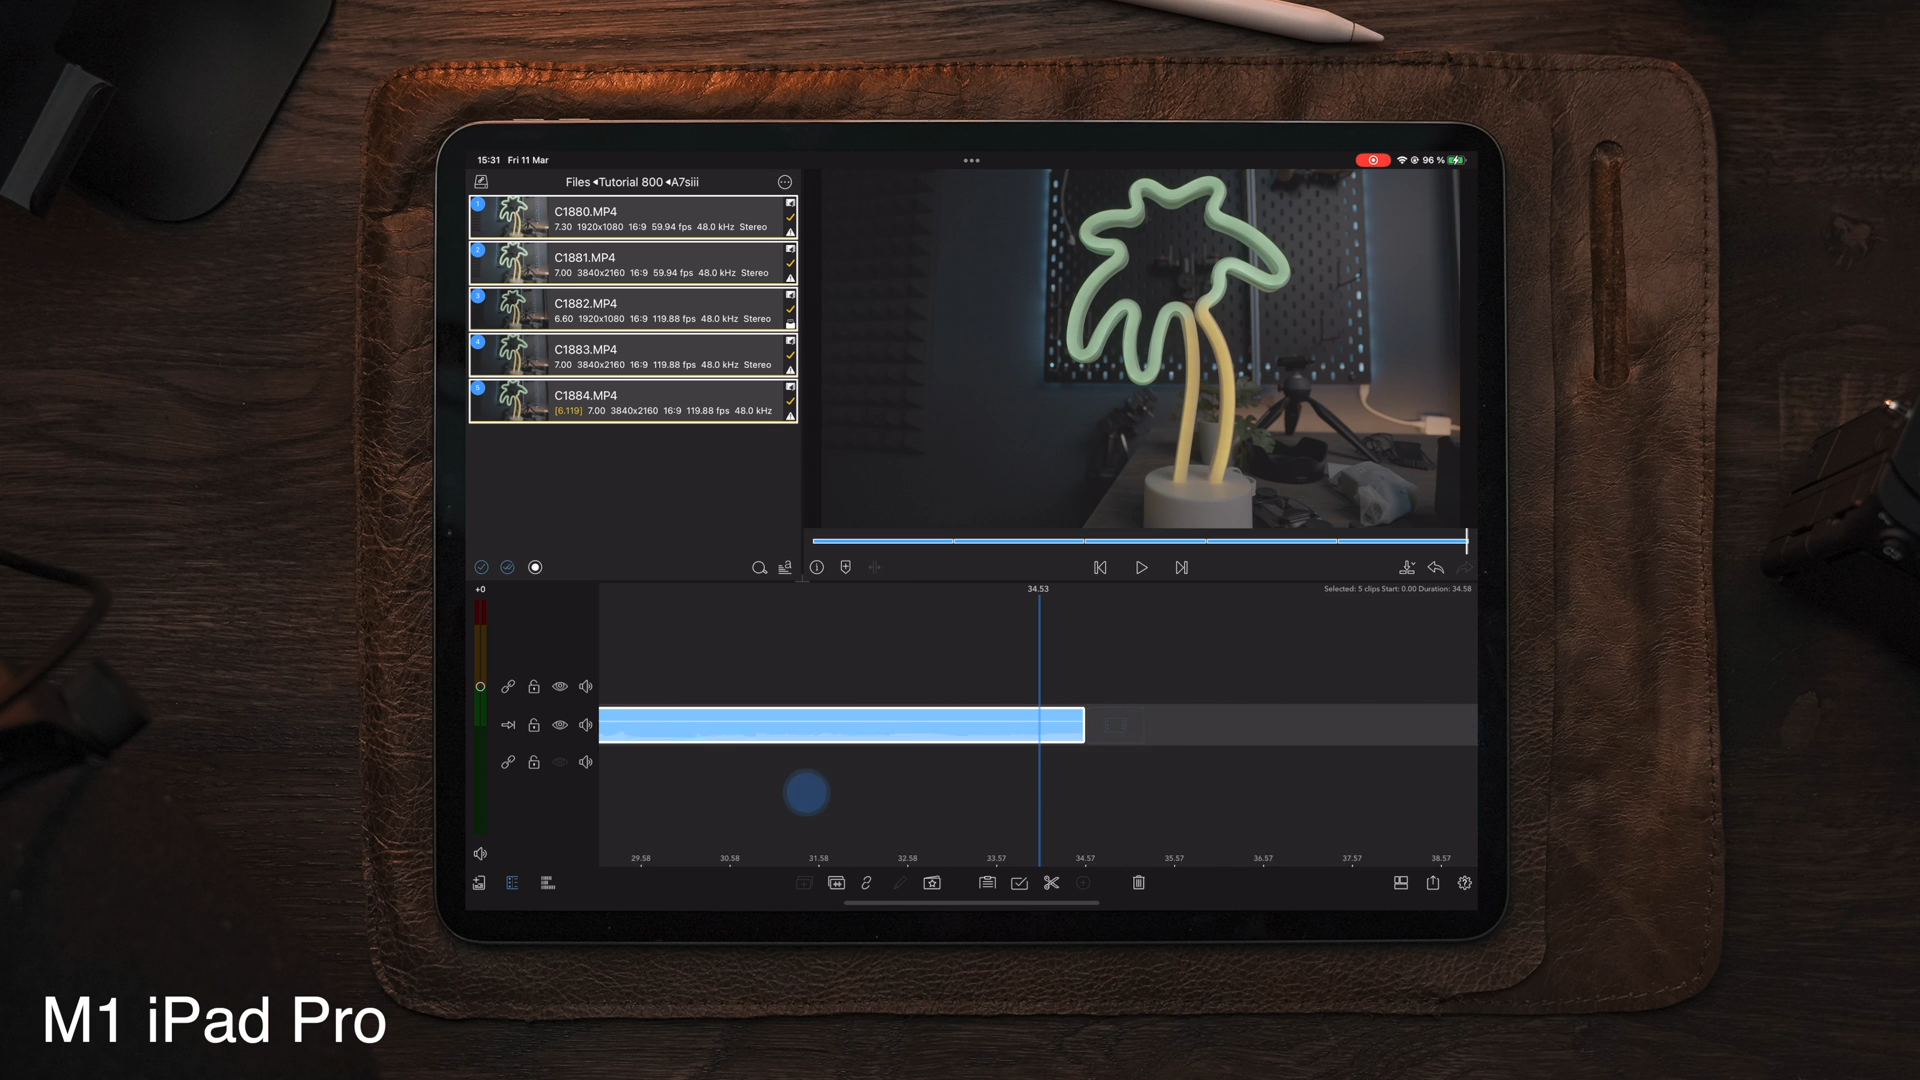 15:31 Fri 11 Mar
96 %
Files ◂Tutorial 800 ◂A7siii
1
C1880.MP4
7.30 1920x1080 16:9 59.94 fps 48.0 kHz Stereo
2
C1881.MP4
7.00 3840x2160 16:9 59.94 fps 48.0 kHz Stereo
3
C1882.MP4
6.60 1920x1080 16:9 119.88 fps 48.0 kHz Stereo
4
C1883.MP4
7.00 3840x2160 16:9 119.88 fps 48.0 kHz Stereo
5
C1884.MP4
[6.119] 7.00 3840x2160 16:9 119.88 fps 48.0 kHz
+0
34.53
Selected: 5 clips Start: 0.00 Duration: 34.58
29.58 30.58 31.58 32.58 33.57 34.57 35.57 36.57 37.57 38.57
M1 iPad Pro